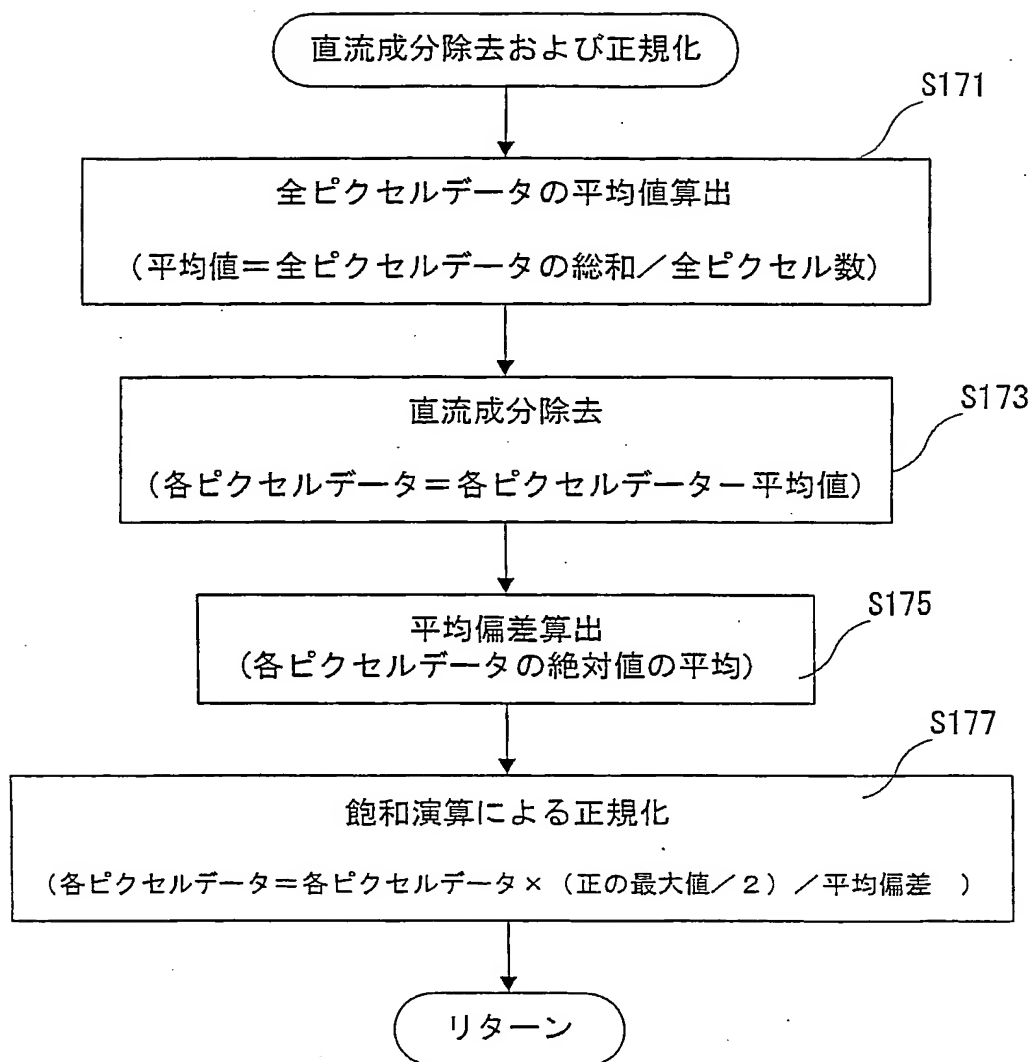 直流成分除去および正規化
S171
全ピクセルデータの平均値算出
(平均値=全ピクセルデータの総和/全ピクセル数)
S173
直流成分除去
(各ピクセルデータ=各ピクセルデータ-平均値)
S175
平均偏差算出
(各ピクセルデータの絶対値の平均)
S177
飽和演算による正規化
(各ピクセルデータ=各ピクセルデータ×(正の最大値/2)/平均偏差 )
リターン